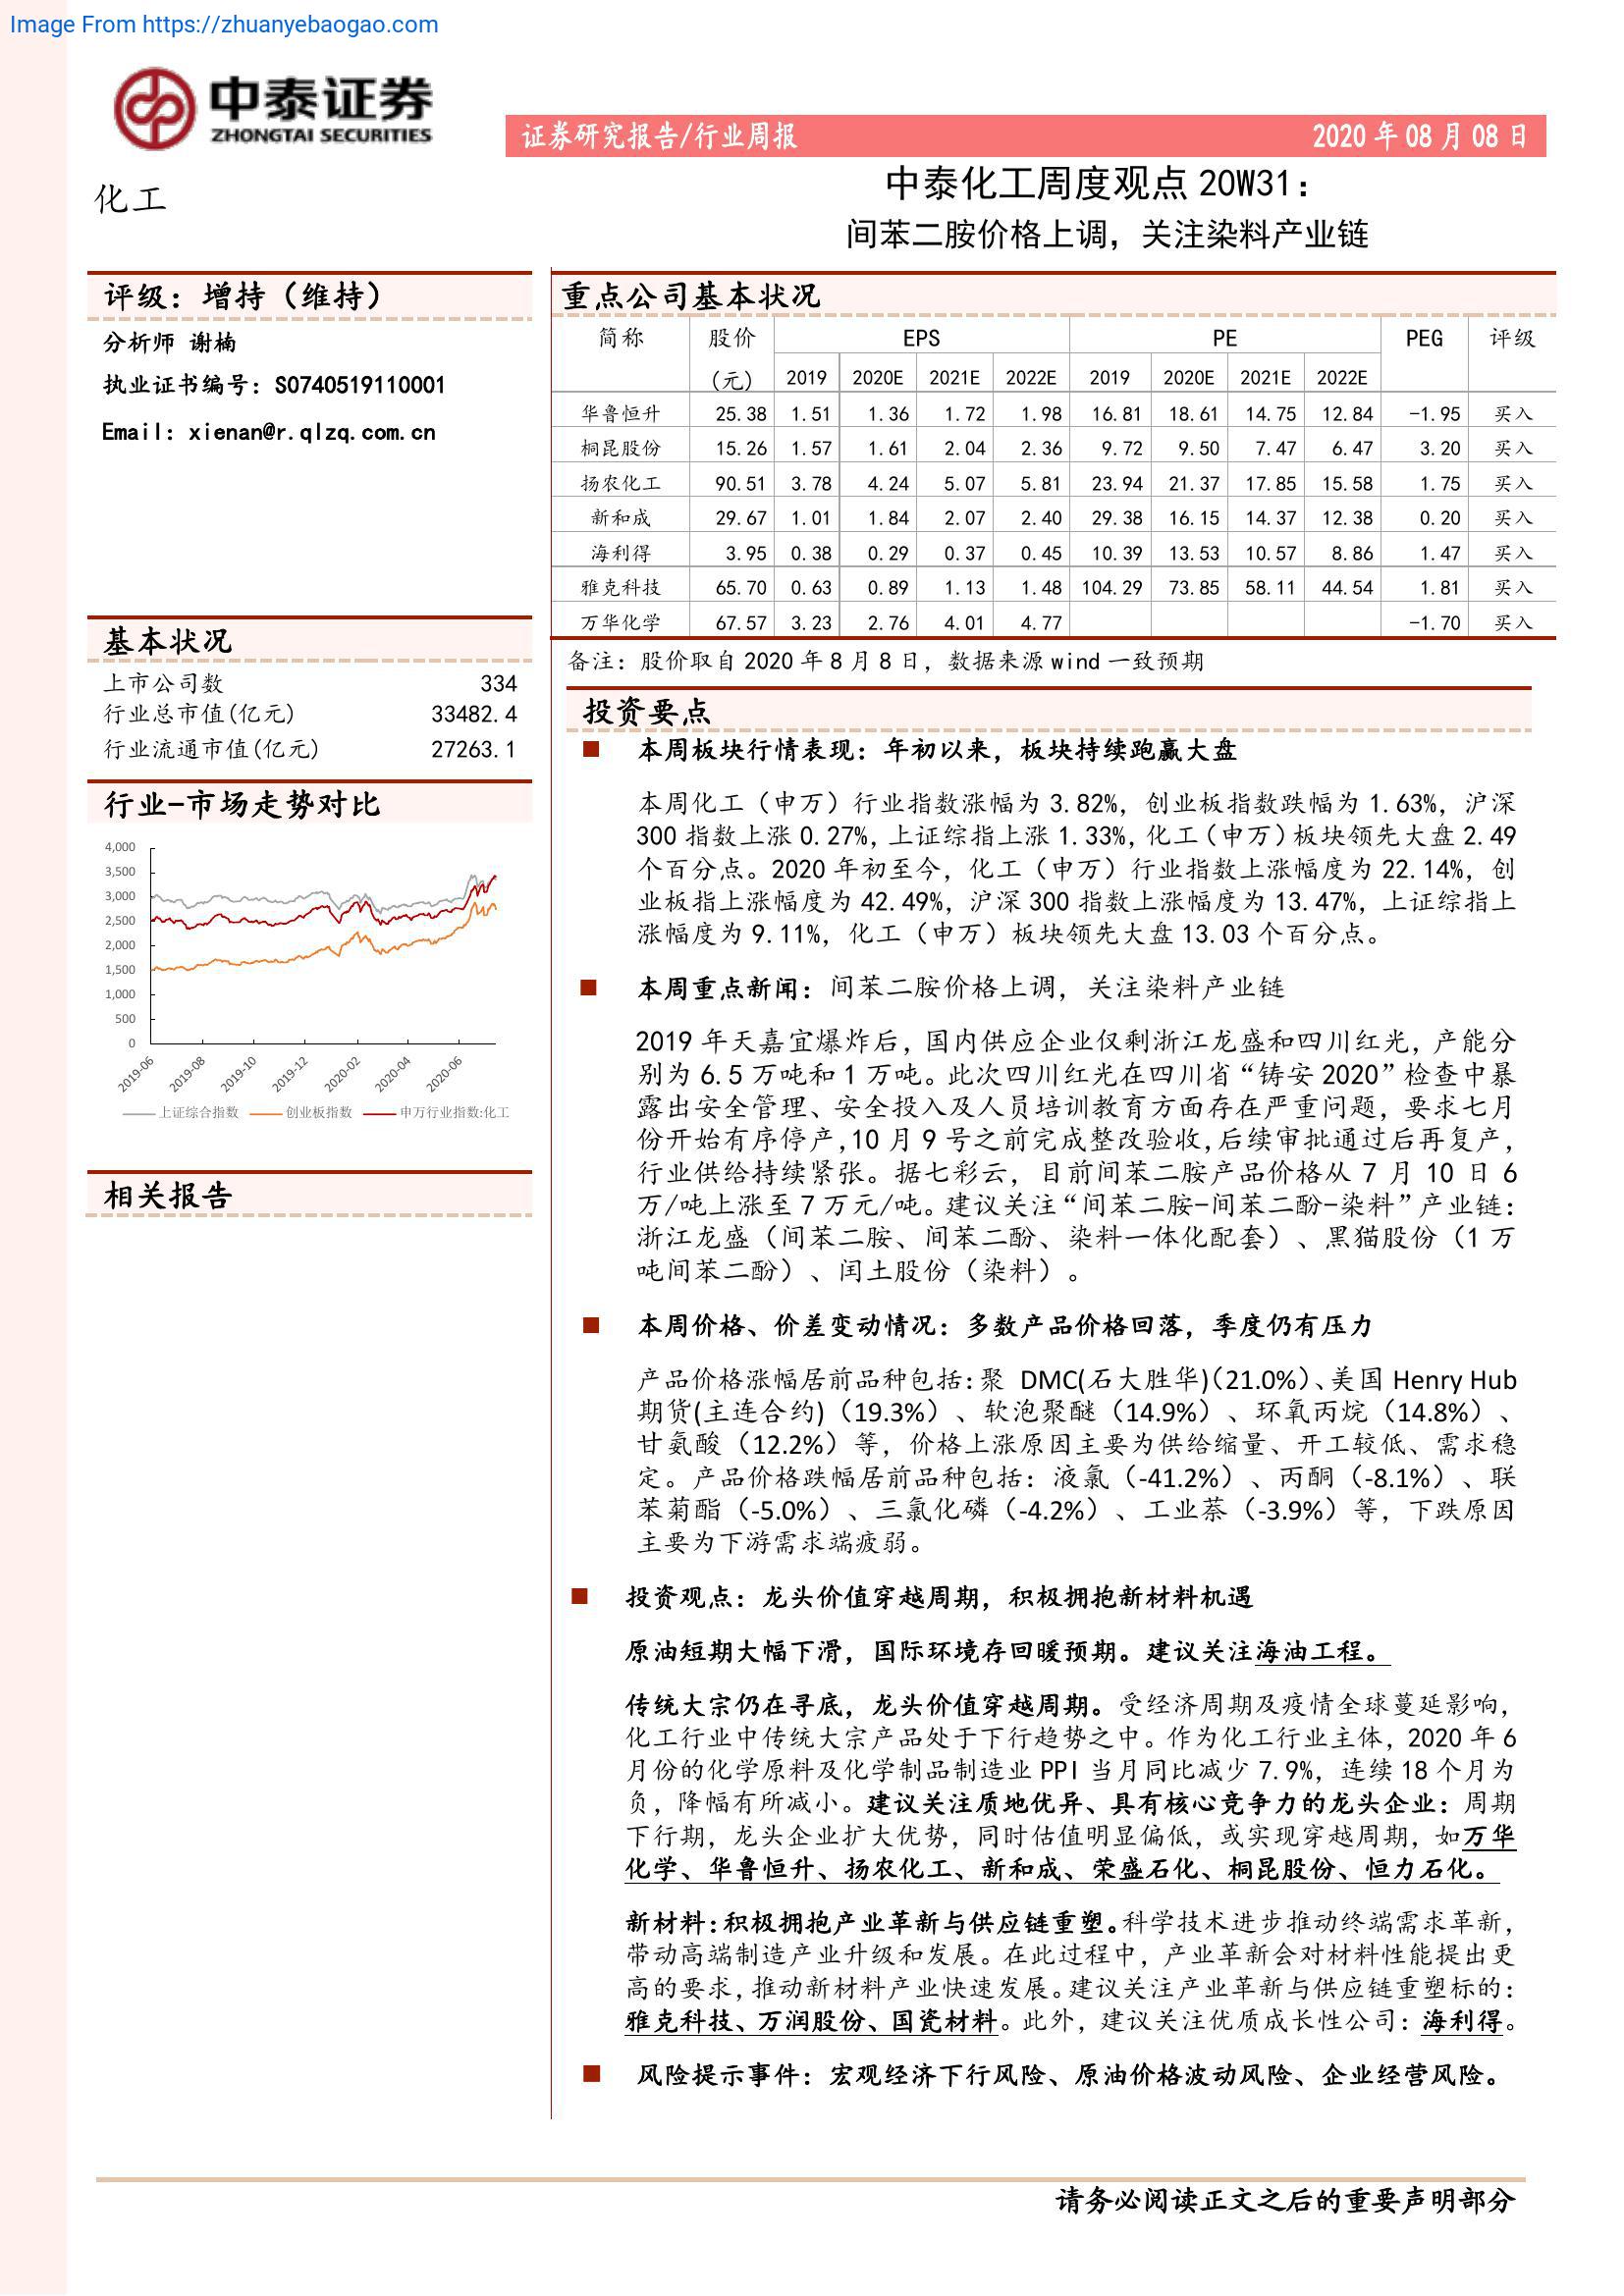 Image From https://zhuanyebaogao.com
中泰证券
ZHONGTAI SECURITIES
证券研究报告/行业周报 2020 年 08 月 08 日
化工
中泰化工周度观点 20W31：
间苯二胺价格上调，关注染料产业链
评级：增持（维持）
分析师 谢楠
执业证书编号：S0740519110001
Email：xienan@r.qlzq.com.cn
基本状况
上市公司数 334
行业总市值(亿元) 33482.4
行业流通市值(亿元) 27263.1
行业-市场走势对比
4,000
3,500
3,000
2,500
2,000
1,500
1,000
500
0
2019-06 2019-08 2019-10 2019-12 2020-02 2020-04 2020-06
上证综合指数 创业板指数 申万行业指数:化工
相关报告
重点公司基本状况
简称 股价 EPS PE PEG 评级
(元) 2019 2020E 2021E 2022E 2019 2020E 2021E 2022E
华鲁恒升 25.38 1.51 1.36 1.72 1.98 16.81 18.61 14.75 12.84 -1.95 买入
桐昆股份 15.26 1.57 1.61 2.04 2.36 9.72 9.50 7.47 6.47 3.20 买入
扬农化工 90.51 3.78 4.24 5.07 5.81 23.94 21.37 17.85 15.58 1.75 买入
新和成 29.67 1.01 1.84 2.07 2.40 29.38 16.15 14.37 12.38 0.20 买入
海利得 3.95 0.38 0.29 0.37 0.45 10.39 13.53 10.57 8.86 1.47 买入
雅克科技 65.70 0.63 0.89 1.13 1.48 104.29 73.85 58.11 44.54 1.81 买入
万华化学 67.57 3.23 2.76 4.01 4.77 -1.70 买入
备注：股价取自 2020 年 8 月 8 日，数据来源 wind 一致预期
投资要点
■ 本周板块行情表现：年初以来，板块持续跑赢大盘
本周化工（申万）行业指数涨幅为 3.82%，创业板指数跌幅为 1.63%，沪深
300 指数上涨 0.27%，上证综指上涨 1.33%，化工（申万）板块领先大盘 2.49
个百分点。2020 年初至今，化工（申万）行业指数上涨幅度为 22.14%，创
业板指上涨幅度为 42.49%，沪深 300 指数上涨幅度为 13.47%，上证综指上
涨幅度为 9.11%，化工（申万）板块领先大盘 13.03 个百分点。
■ 本周重点新闻：间苯二胺价格上调，关注染料产业链
2019 年天嘉宜爆炸后，国内供应企业仅剩浙江龙盛和四川红光，产能分
别为 6.5 万吨和 1 万吨。此次四川红光在四川省“铸安 2020”检查中暴
露出安全管理、安全投入及人员培训教育方面存在严重问题，要求七月
份开始有序停产，10 月 9 号之前完成整改验收，后续审批通过后再复产，
行业供给持续紧张。据七彩云，目前间苯二胺产品价格从 7 月 10 日 6
万/吨上涨至 7 万元/吨。建议关注“间苯二胺-间苯二酚-染料”产业链：
浙江龙盛（间苯二胺、间苯二酚、染料一体化配套）、黑猫股份（1 万
吨间苯二酚）、闰土股份（染料）。
■ 本周价格、价差变动情况：多数产品价格回落，季度仍有压力
产品价格涨幅居前品种包括：聚 DMC(石大胜华)（21.0%）、美国 Henry Hub
期货(主连合约)（19.3%）、软泡聚醚（14.9%）、环氧丙烷（14.8%）、
甘氨酸（12.2%）等，价格上涨原因主要为供给缩量、开工较低、需求稳
定。产品价格跌幅居前品种包括：液氯（-41.2%）、丙酮（-8.1%）、联
苯菊酯（-5.0%）、三氯化磷（-4.2%）、工业萘（-3.9%）等，下跌原因
主要为下游需求端疲弱。
■ 投资观点：龙头价值穿越周期，积极拥抱新材料机遇
原油短期大幅下滑，国际环境存回暖预期。建议关注海油工程。
传统大宗仍在寻底，龙头价值穿越周期。受经济周期及疫情全球蔓延影响，
化工行业中传统大宗产品处于下行趋势之中。作为化工行业主体，2020 年 6
月份的化学原料及化学制品制造业 PPI 当月同比减少 7.9%，连续 18 个月为
负，降幅有所减小。建议关注质地优异、具有核心竞争力的龙头企业：周期
下行期，龙头企业扩大优势，同时估值明显偏低，或实现穿越周期，如万华
化学、华鲁恒升、扬农化工、新和成、荣盛石化、桐昆股份、恒力石化。
新材料：积极拥抱产业革新与供应链重塑。科学技术进步推动终端需求革新，
带动高端制造产业升级和发展。在此过程中，产业革新会对材料性能提出更
高的要求，推动新材料产业快速发展。建议关注产业革新与供应链重塑标的：
雅克科技、万润股份、国瓷材料。此外，建议关注优质成长性公司：海利得。
■ 风险提示事件：宏观经济下行风险、原油价格波动风险、企业经营风险。
请务必阅读正文之后的重要声明部分